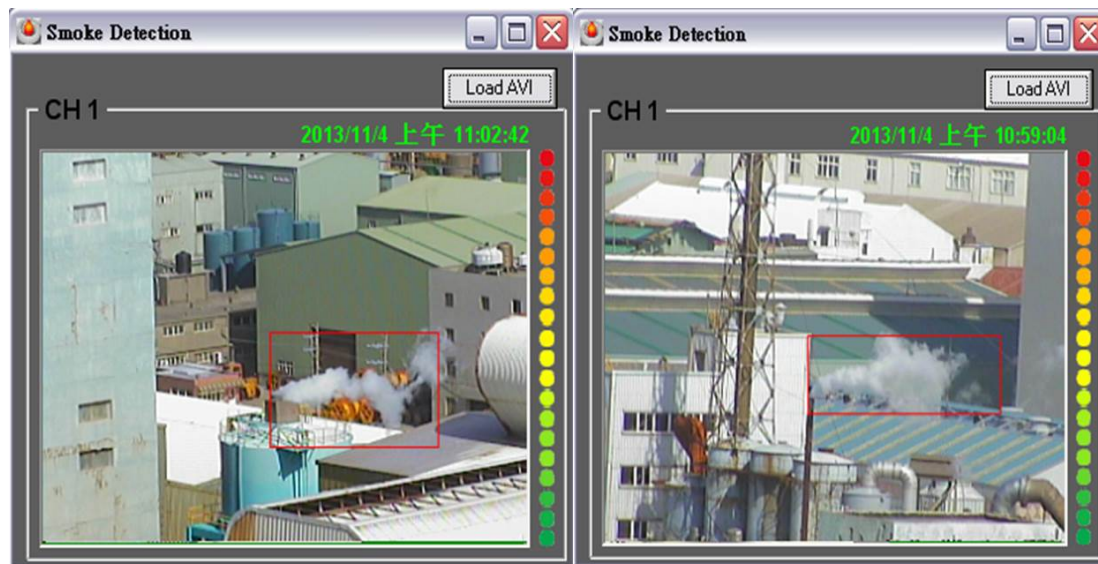 Smoke Detection
Load AVI
CH 1
2013/11/4 上午 11:02:42
Smoke Detection
Load AVI
CH 1
2013/11/4 上午 10:59:04